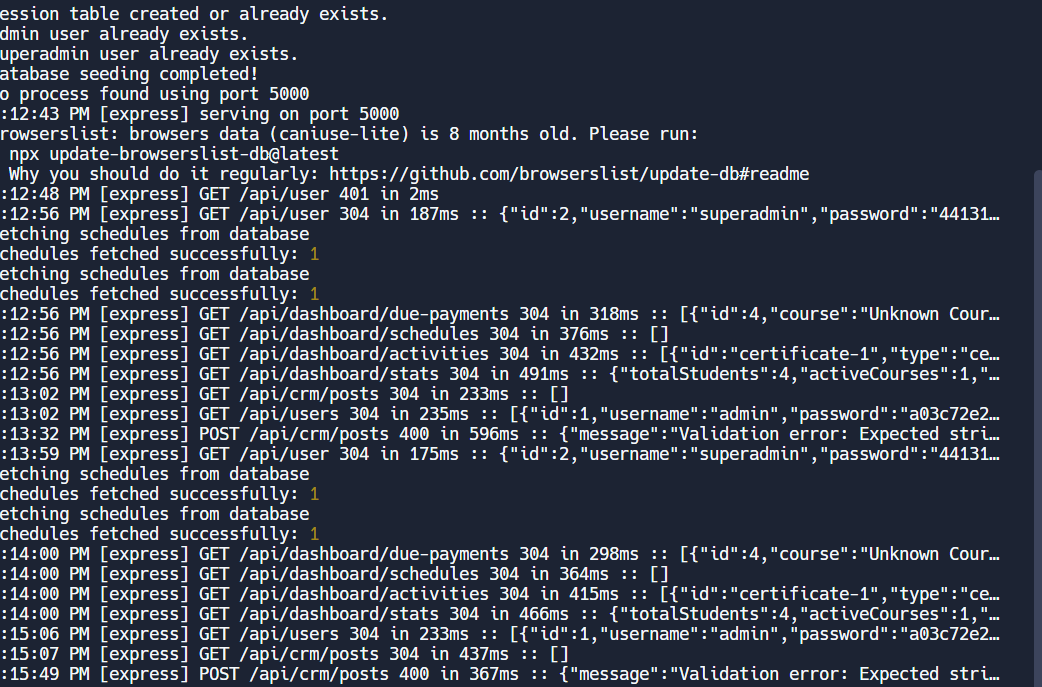 ession table created or already exists.
dmin user already exists.
uperadmin user already exists.
atabase seeding completed!
o process found using port 5000
:12:43 PM [express] serving on port 5000
rowserslist: browsers data (caniuse-lite) is 8 months old. Please run:
npx update-browserslist-db@latest
Why you should do it regularly: https://github.com/browserslist/update-db#readme
:12:48 PM [express] GET /api/user 401 in 2ms
:12:56 PM [express] GET /api/user 304 in 187ms :: {"id":2,"username":"superadmin","password":"44131…
etching schedules from database
chedules fetched successfully: 1
etching schedules from database
chedules fetched successfully: 1
:12:56 PM [express] GET /api/dashboard/due-payments 304 in 318ms :: [{"id":4,"course":"Unknown Cour…
:12:56 PM [express] GET /api/dashboard/schedules 304 in 376ms :: []
:12:56 PM [express] GET /api/dashboard/activities 304 in 432ms :: [{"id":"certificate-1","type":"ce…
:12:56 PM [express] GET /api/dashboard/stats 304 in 491ms :: {"totalStudents":4,"activeCourses":1,"…
:13:02 PM [express] GET /api/crm/posts 304 in 233ms :: []
:13:02 PM [express] GET /api/users 304 in 235ms :: [{"id":1,"username":"admin","password":"a03c72e2…
:13:32 PM [express] POST /api/crm/posts 400 in 596ms :: {"message":"Validation error: Expected stri…
:13:59 PM [express] GET /api/user 304 in 175ms :: {"id":2,"username":"superadmin","password":"44131…
etching schedules from database
chedules fetched successfully: 1
etching schedules from database
chedules fetched successfully: 1
:14:00 PM [express] GET /api/dashboard/due-payments 304 in 298ms :: [{"id":4,"course":"Unknown Cour…
:14:00 PM [express] GET /api/dashboard/schedules 304 in 364ms :: []
:14:00 PM [express] GET /api/dashboard/activities 304 in 415ms :: [{"id":"certificate-1","type":"ce…
:14:00 PM [express] GET /api/dashboard/stats 304 in 466ms :: {"totalStudents":4,"activeCourses":1,"…
:15:06 PM [express] GET /api/users 304 in 233ms :: [{"id":1,"username":"admin","password":"a03c72e2…
:15:07 PM [express] GET /api/crm/posts 304 in 437ms :: []
:15:49 PM [express] POST /api/crm/posts 400 in 367ms :: {"message":"Validation error: Expected stri…